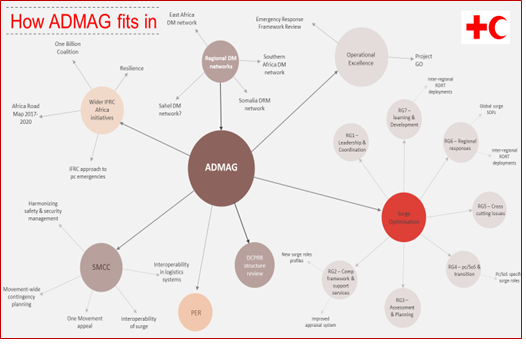 How ADMAG fits in
East Africa
DM network
Regional DM
networks
Southern
Africa DM
network
Somalia DRM
network
Sahel DM
network?
Emergency Response
Framework Review
Operational
Excellence
Project
GO
One Billion
Coalition
Resilience
Wider IFRC
Africa
initiatives
Africa Road
Map 2017-
2020
IFRC approach to
pc emergencies
ADMAG
Inter-regional
RDRT
deployments
RG7 –
learning &
Development
Global surge
SOPs
RG1 –
Leadership &
Coordination
RG6 – Regional
responses
Inter-regional
RDRT
deployments
RG5 – Cross
cutting issues
Surge
Optimisation
RG4 – pc/SoS
& transition
Pc/SoS specific
surge roles
RG3 –
Assessment &
Planning
RG2 – Comp
framework &
support
services
New surge roles
profiles
Improved
appraisal system
Harmonizing
safety & security
management
SMCC
Interoperability
in logistics
systems
Movement-wide
contingency
planning
One Movement
appeal
Interoperability
of surge
PER
DCPRR
structure
review